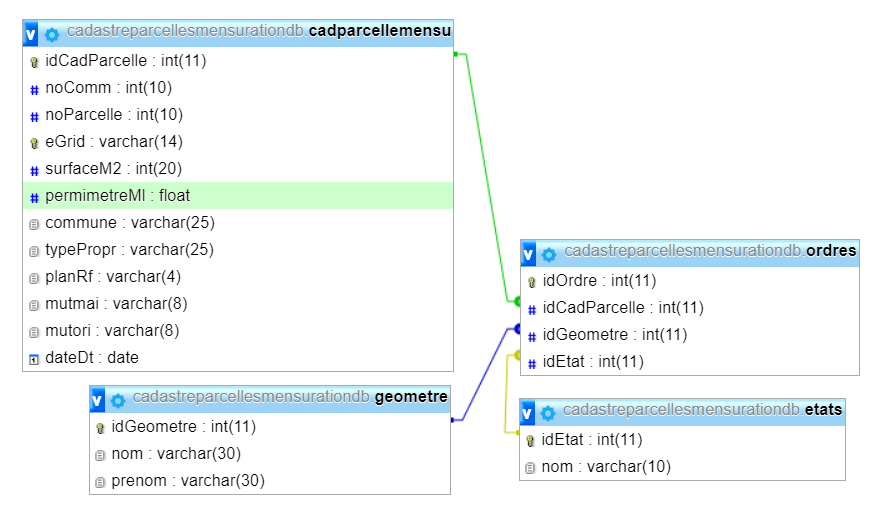 v cadastreparcellesmensurationdb.cadparcellemensu
idCadParcelle : int(11)
# noComm : int(10)
# noParcelle : int(10)
eGrid : varchar(14)
# surfaceM2 : int(20)
# permimetreMl : float
commune : varchar(25)
typePropr : varchar(25)
planRf : varchar(4)
mutmai : varchar(8)
mutori : varchar(8)
dateDt : date
v cadastreparcellesmensurationdb.ordres
idOrdre : int(11)
# idCadParcelle : int(11)
# idGeometre : int(11)
# idEtat : int(11)
v cadastreparcellesmensurationdb.geometre
idGeometre : int(11)
nom : varchar(30)
prenom : varchar(30)
v cadastreparcellesmensurationdb.etats
idEtat : int(11)
nom : varchar(10)